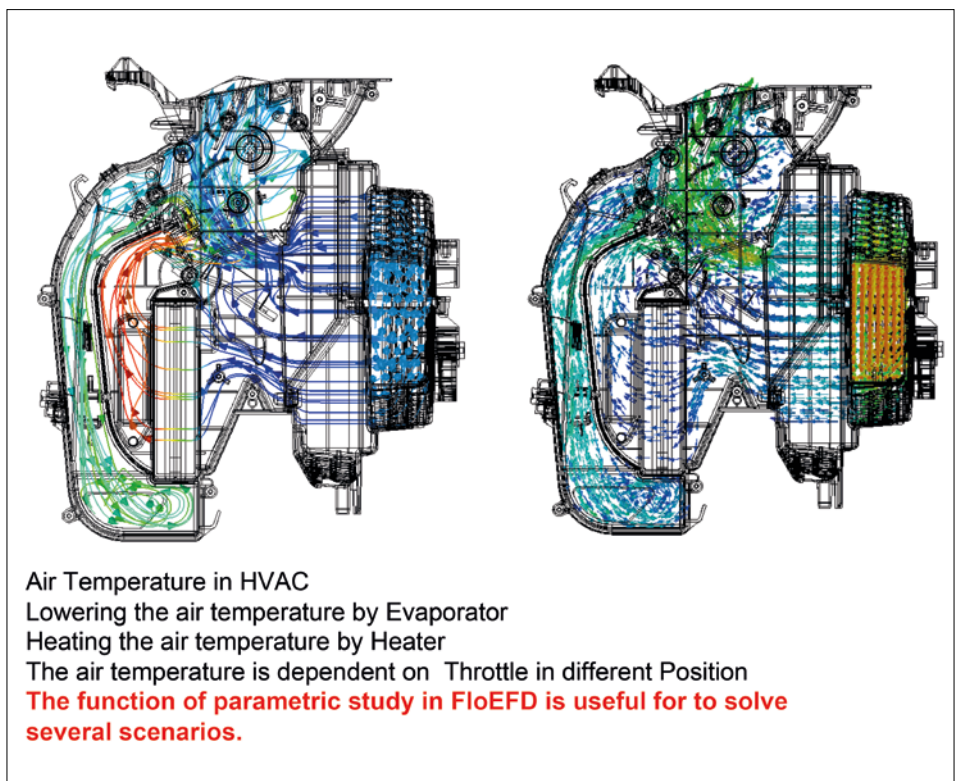 Air Temperature in HVAC
Lowering the air temperature by Evaporator
Heating the air temperature by Heater
The air temperature is dependent on  Throttle in different Position
The function of parametric study in FloEFD is useful for to solve
several scenarios.